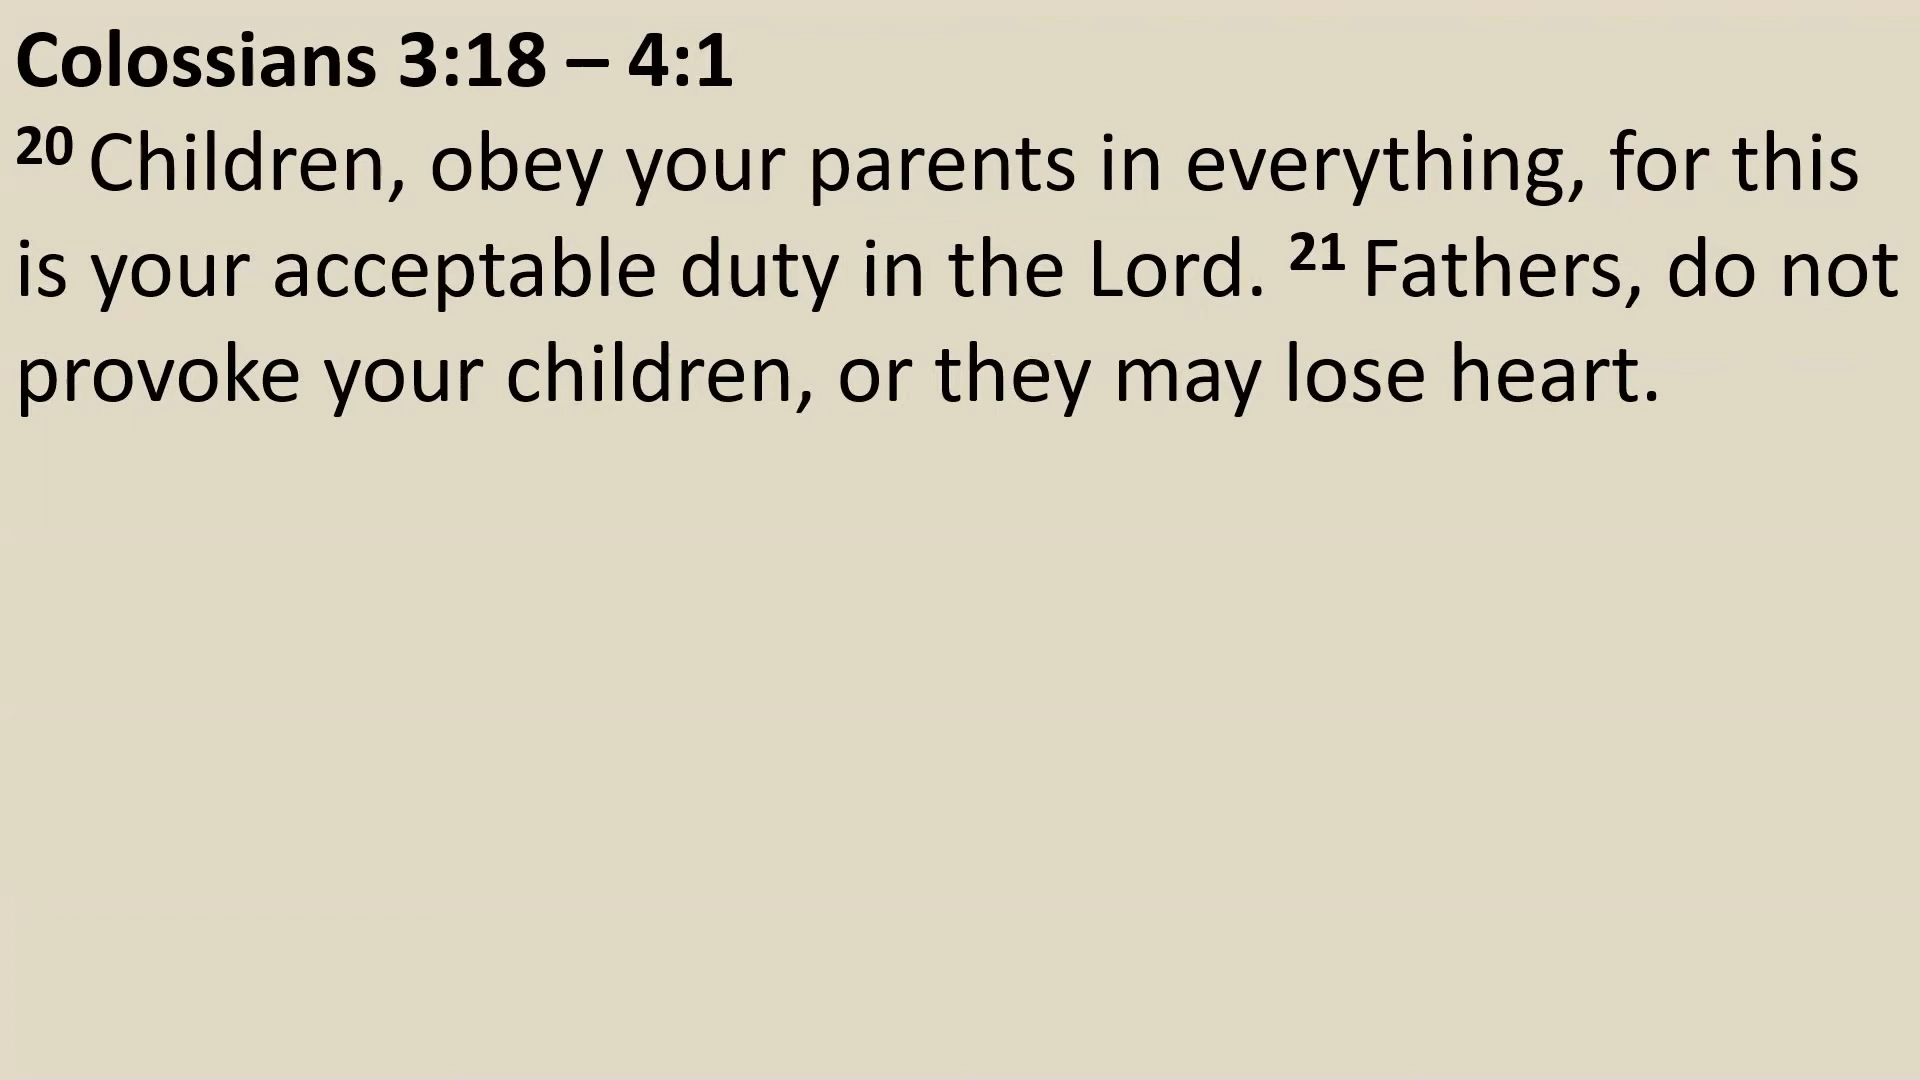 Colossians 3:18 – 4:1
20 Children, obey your parents in everything, for this
is your acceptable duty in the Lord. 21 Fathers, do not
provoke your children, or they may lose heart.